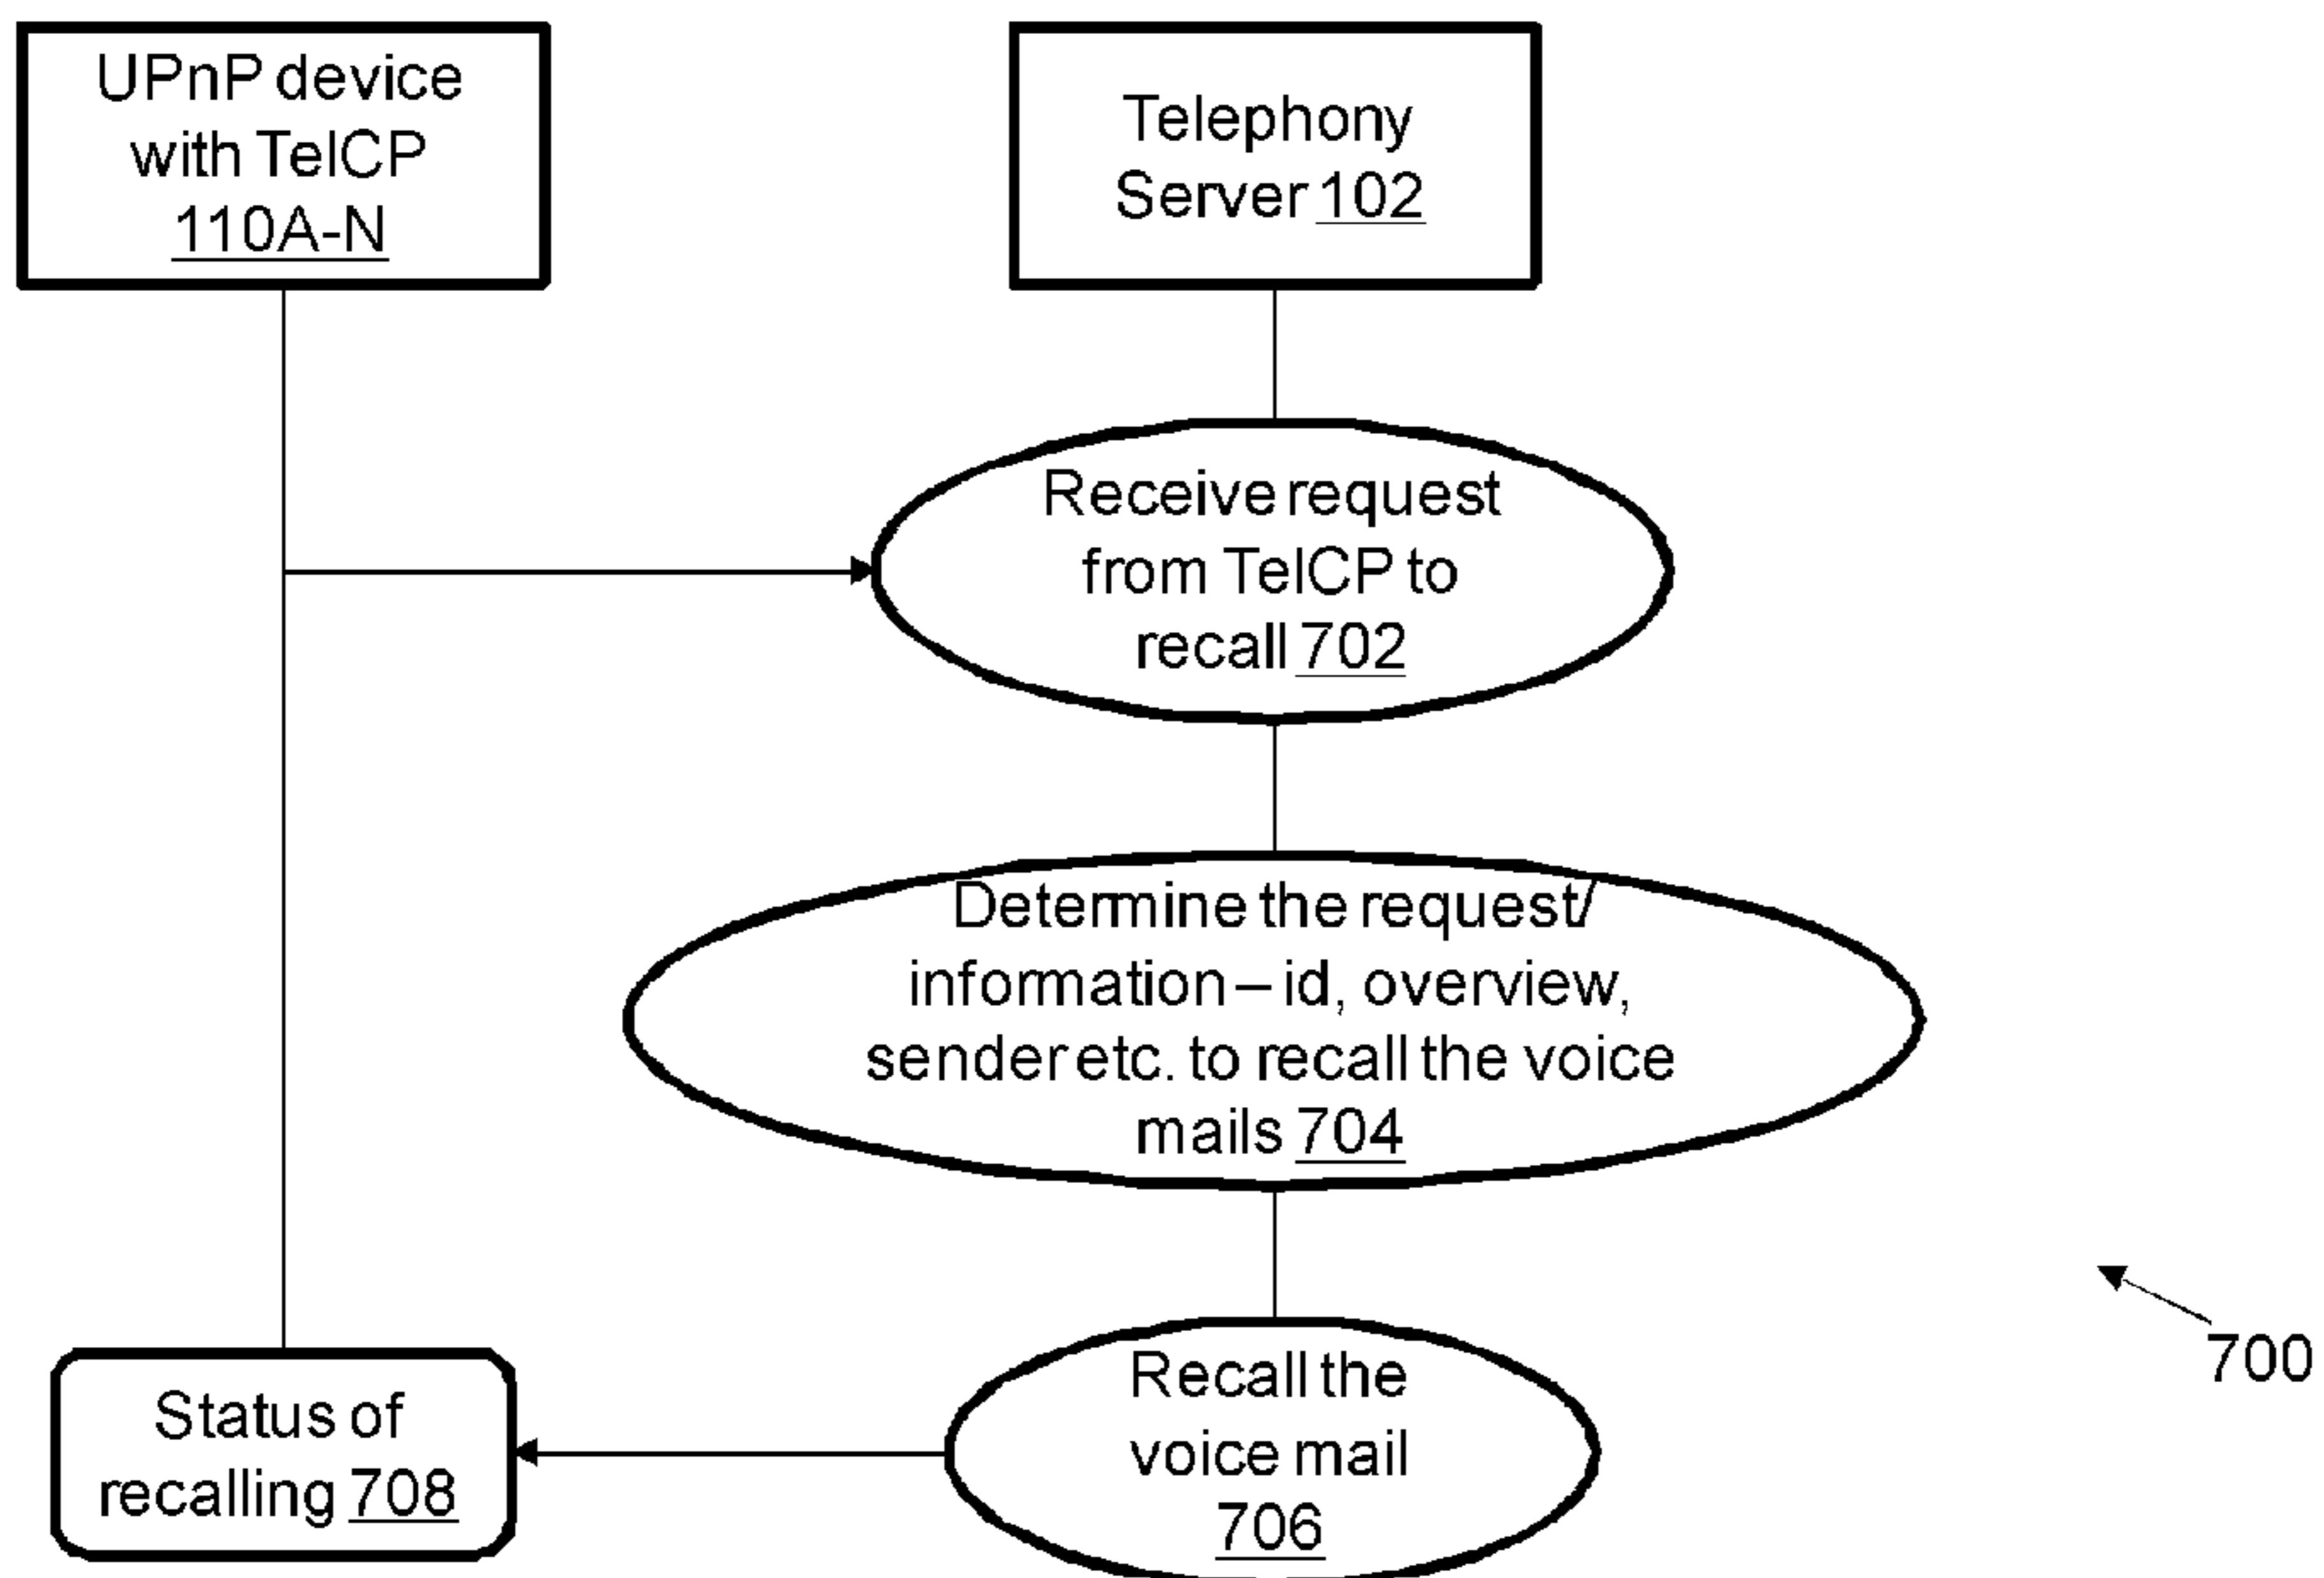 UPnP device
with TelCP
110A-N
Telephony
Server 102
Receive request
from TelCP to
recall 702
Determine the request/
information – id, overview,
sender etc. to recall the voice
mails 704
Recall the
voice mail
706
Status of
recalling 708
700